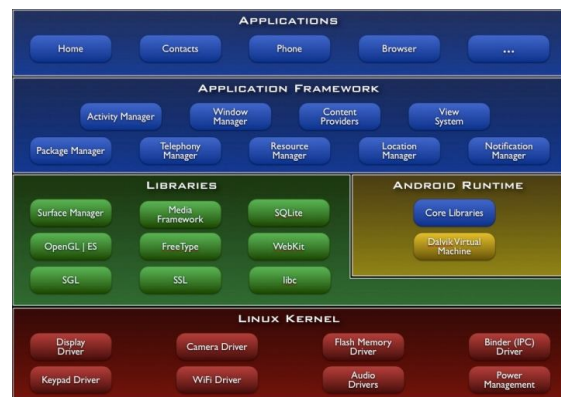 APPLICATIONS
Home Contacts Phone Browser ...
APPLICATION FRAMEWORK
Activity Manager Window Manager Content Providers View System
Package Manager Telephony Manager Resource Manager Location Manager Notification Manager
LIBRARIES
Surface Manager Media Framework SQLite
OpenGL | ES FreeType WebKit
SGL SSL libc
ANDROID RUNTIME
Core Libraries
Dalvik Virtual Machine
LINUX KERNEL
Display Driver Camera Driver Flash Memory Driver Binder (IPC) Driver
Keypad Driver WiFi Driver Audio Drivers Power Management